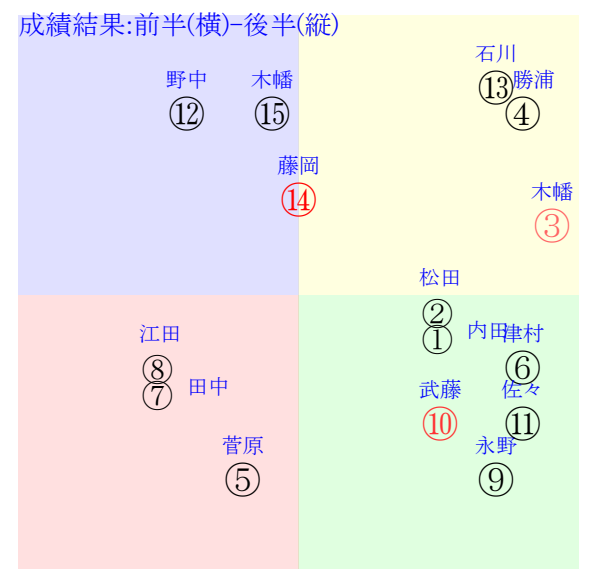 成績結果:前半(横)-後半(縦)
石川
野中
木幡
⑬
勝浦
⑫
⑮
④
藤岡
木幡
⑭
③
松田
②
江田
内田
津村
①
⑧
⑥
⑦
田中
武藤
佐々
⑩
⑪
菅原
永野
⑤
⑨